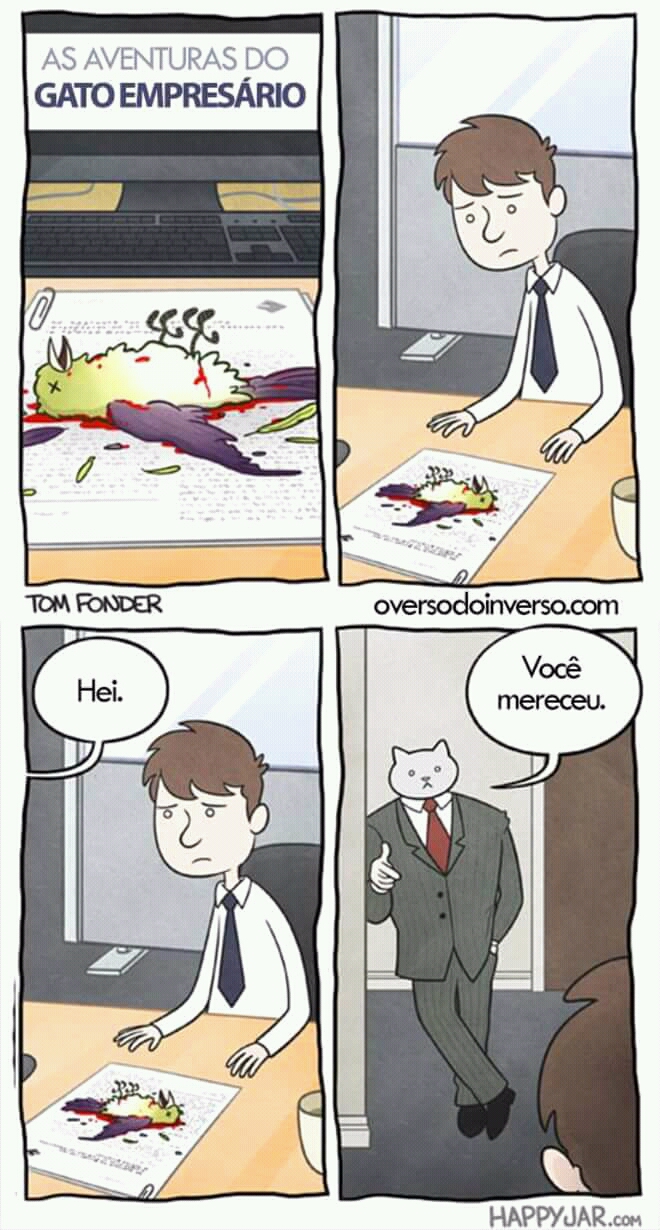 AS AVENTURAS DO
GATO EMPRESÁRIO
TOM FONDER
oversodoinverso.com
Hei.
Você
mereceu.
HAPPYJAR.COM